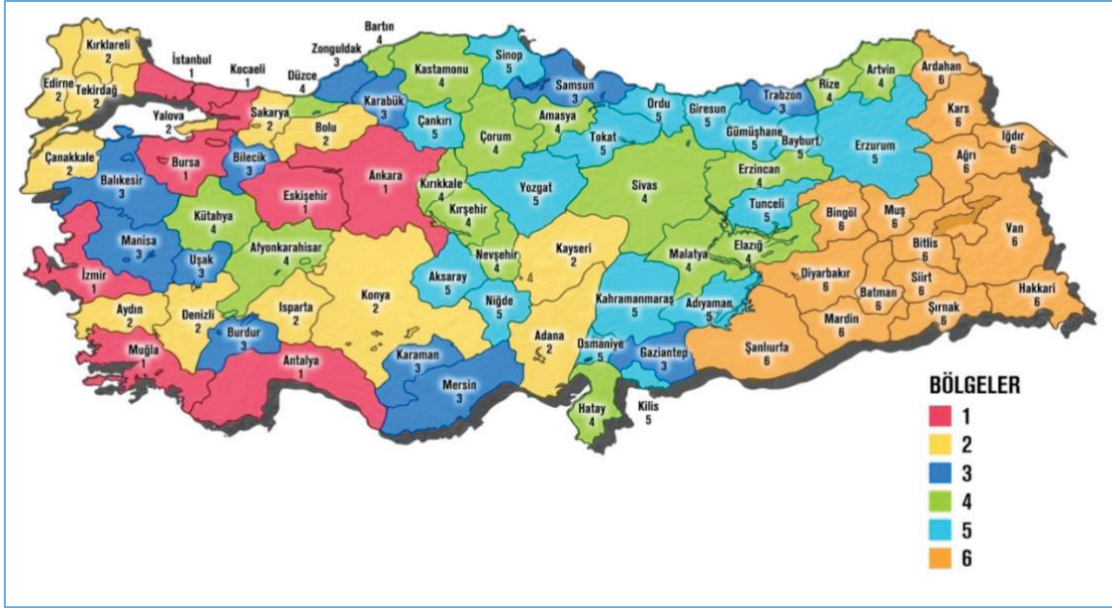 Kırklareli
2
Edirne
2
Tekirdağ
2
İstanbul
1
Kocaeli
1
Yalova
2
Sakarya
2
Düzce
4
Zonguldak
3
Bartın
4
Karabük
3
Kastamonu
4
Sinop
5
Samsun
3
Ordu
5
Giresun
5
Trabzon
3
Rize
4
Artvin
4
Ardahan
6
Kars
6
Iğdır
6
Ağrı
6
Erzurum
5
Bayburt
5
Gümüşhane
5
Erzincan
4
Tokat
5
Amasya
4
Çorum
4
Çankırı
5
Bolu
2
Çanakkale
2
Balıkesir
3
Bursa
1
Bilecik
3
Eskişehir
1
Ankara
1
Kırıkkale
4
Kırşehir
4
Yozgat
5
Sivas
4
Tunceli
5
Bingöl
6
Muş
6
Bitlis
6
Van
6
Hakkari
6
Şırnak
6
Siirt
6
Batman
6
Diyarbakır
6
Mardin
6
Şanlıurfa
6
Elazığ
4
Malatya
4
Adıyaman
5
Kahramanmaraş
5
Kayseri
2
Nevşehir
4
4
Aksaray
5
Niğde
5
Konya
2
Afyonkarahisar
4
Kütahya
4
Uşak
3
Manisa
3
İzmir
1
Aydın
2
Denizli
2
Isparta
2
Burdur
3
Muğla
1
Antalya
1
Karaman
3
Mersin
3
Adana
2
Osmaniye
5
Gaziantep
3
Kilis
5
Hatay
4
BÖLGELER
1
2
3
4
5
6